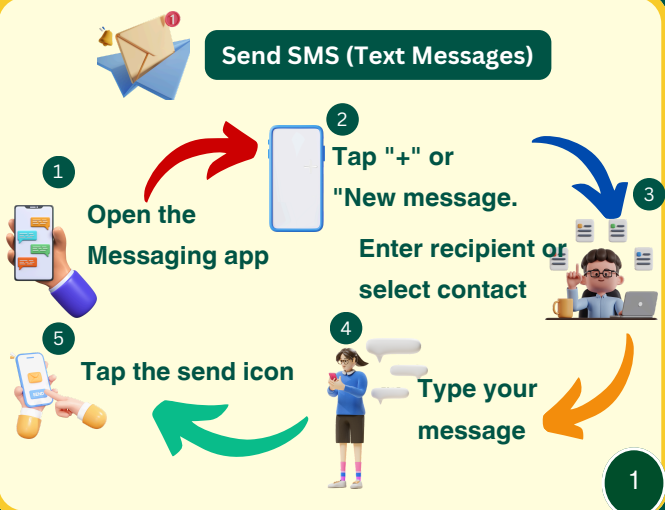 1
Send SMS (Text Messages)
1
Open the
Messaging app
2
Tap "+" or
"New message.
3
Enter recipient or
select contact
4
Type your
message
5
Tap the send icon
1